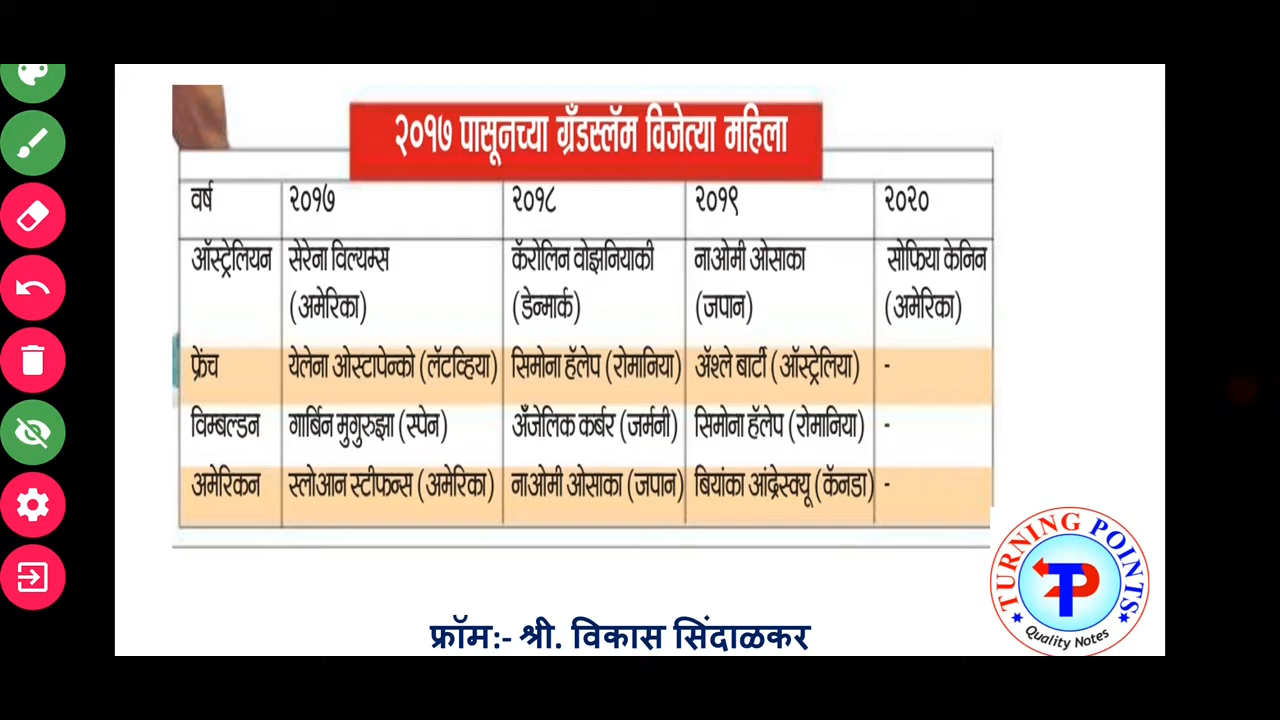 २०१७ पासूनच्या ग्रँडस्लॅम विजेत्या महिला
वर्ष २०१७ २०१८ २०१९ २०२०
ऑस्ट्रेलियन सेरेना विल्यम्स कॅरोलिन वोझनियाकी नाओमी ओसाका सोफिया केनिन
(अमेरिका) (डेन्मार्क) (जपान) (अमेरिका)
फ्रेंच येलेना ओस्टापेन्को (लॅटव्हिया) सिमोना हॅलेप (रोमानिया) ॲश्ले बार्टी (ऑस्ट्रेलिया) -
विम्बल्डन गार्बिन मुगुरुझा (स्पेन) अँजेलिक कर्बर (जर्मनी) सिमोना हॅलेप (रोमानिया) -
अमेरिकन स्लोआन स्टीफन्स (अमेरिका) नाओमी ओसाका (जपान) बियांका आंद्रेस्क्यू (कॅनडा) -
TURNING POINTS
TP
Quality Notes
फ्रॉम:- श्री. विकास सिंदाळकर